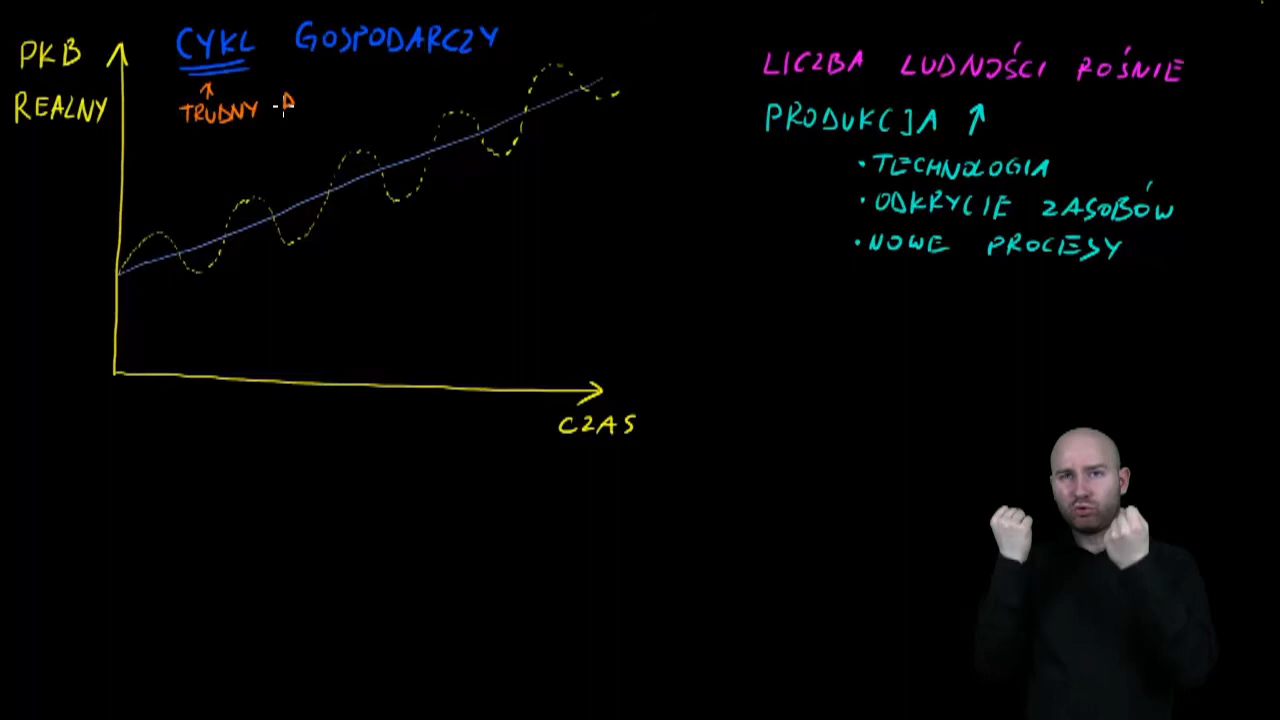 CYKL GOSPODARCZY
PKB
REALNY
TRUDNY
CZAS
LICZBA LUDNOŚCI ROŚNIE
PRODUKCJA ↑
• TECHNOLOGIA
• ODKRYCIE ZASOBÓW
• NOWE PROCESY